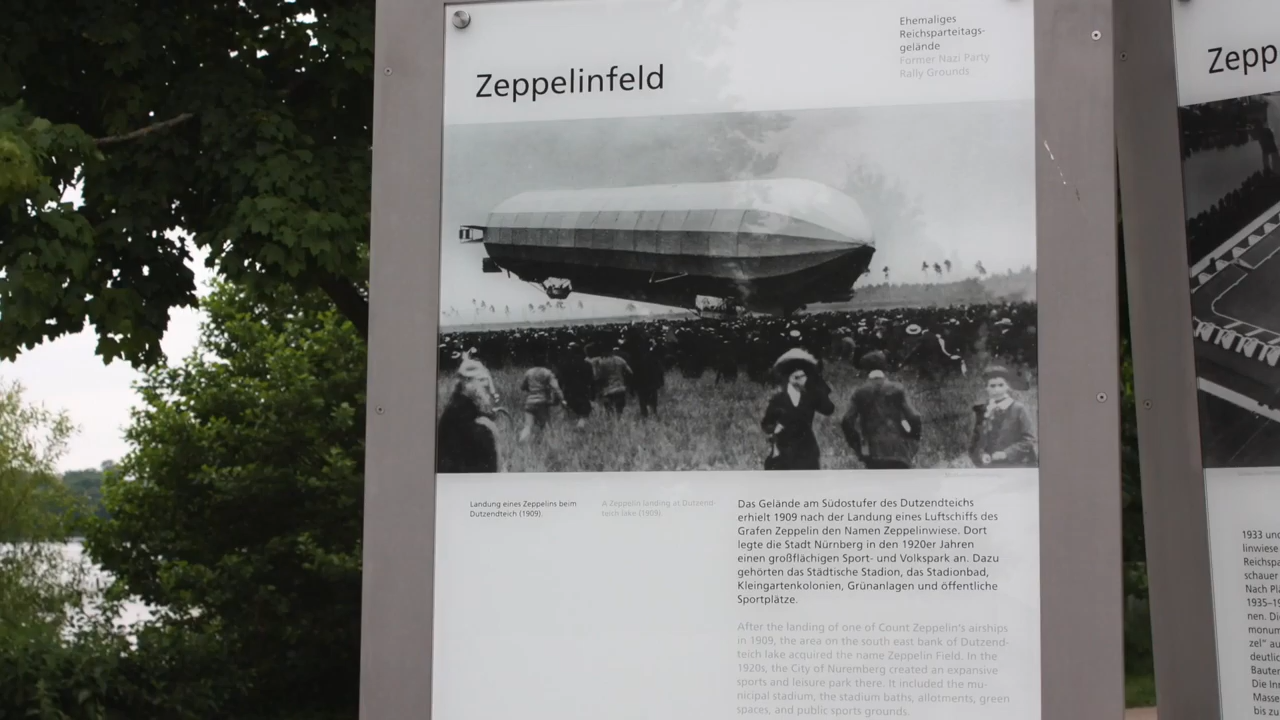 Ehemaliges
Reichsparteitags-
gelände
Former Nazi Party
Rally Grounds
Zeppelinfeld
Landung eines Zeppelins beim
Dutzendteich (1909).
A Zeppelin landing at Dutzend-
teich lake (1909).
Das Gelände am Südostufer des Dutzendteichs
erhielt 1909 nach der Landung eines Luftschiffs des
Grafen Zeppelin den Namen Zeppelinwiese. Dort
legte die Stadt Nürnberg in den 1920er Jahren
einen großflächigen Sport- und Volkspark an. Dazu
gehörten das Städtische Stadion, das Stadionbad,
Kleingartenkolonien, Grünanlagen und öffentliche
Sportplätze.
After the landing of one of Count Zeppelin's airships
in 1909, the area on the south east bank of Dutzend-
teich lake acquired the name Zeppelin Field. In the
1920s, the City of Nuremberg created an expansive
sports and leisure park there. It included the mu-
nicipal stadium, the stadium baths, allotments, green
spaces, and public sports grounds.
Zepp
1933 und
linwiese
Reichspa
schauer
Nach Pl
1935–19
nen. Di
monum
zel“ au
deutlic
Bauten
Die In
Masse
bis zu